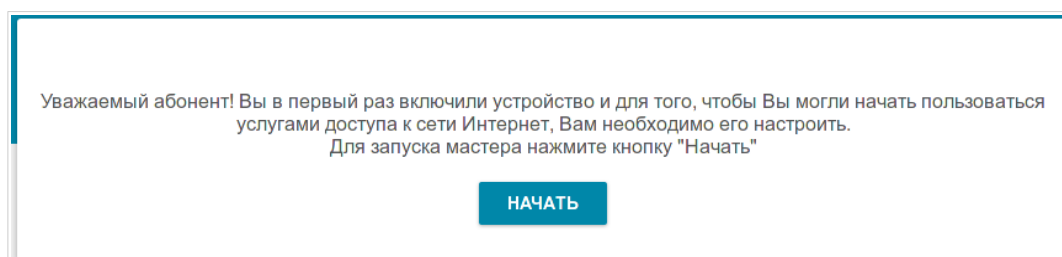 Уважаемый абонент! Вы в первый раз включили устройство и для того, чтобы Вы могли начать пользоваться
услугами доступа к сети Интернет, Вам необходимо его настроить.
Для запуска мастера нажмите кнопку "Начать"
НАЧАТЬ